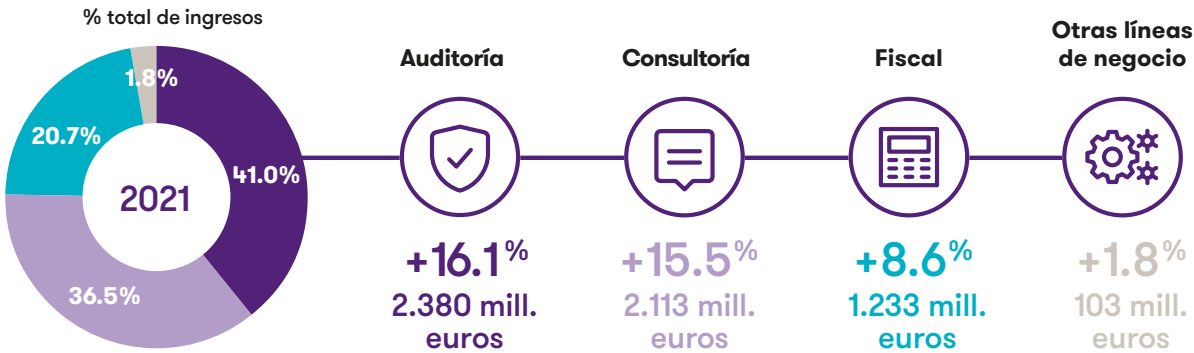 % total de ingresos
1.8%
20.7%
41.0%
2021
36.5%
Auditoría
+16.1%
2.380 mill.
euros
Consultoría
+15.5%
2.113 mill.
euros
Fiscal
+8.6%
1.233 mill.
euros
Otras líneas
de negocio
+1.8%
103 mill.
euros